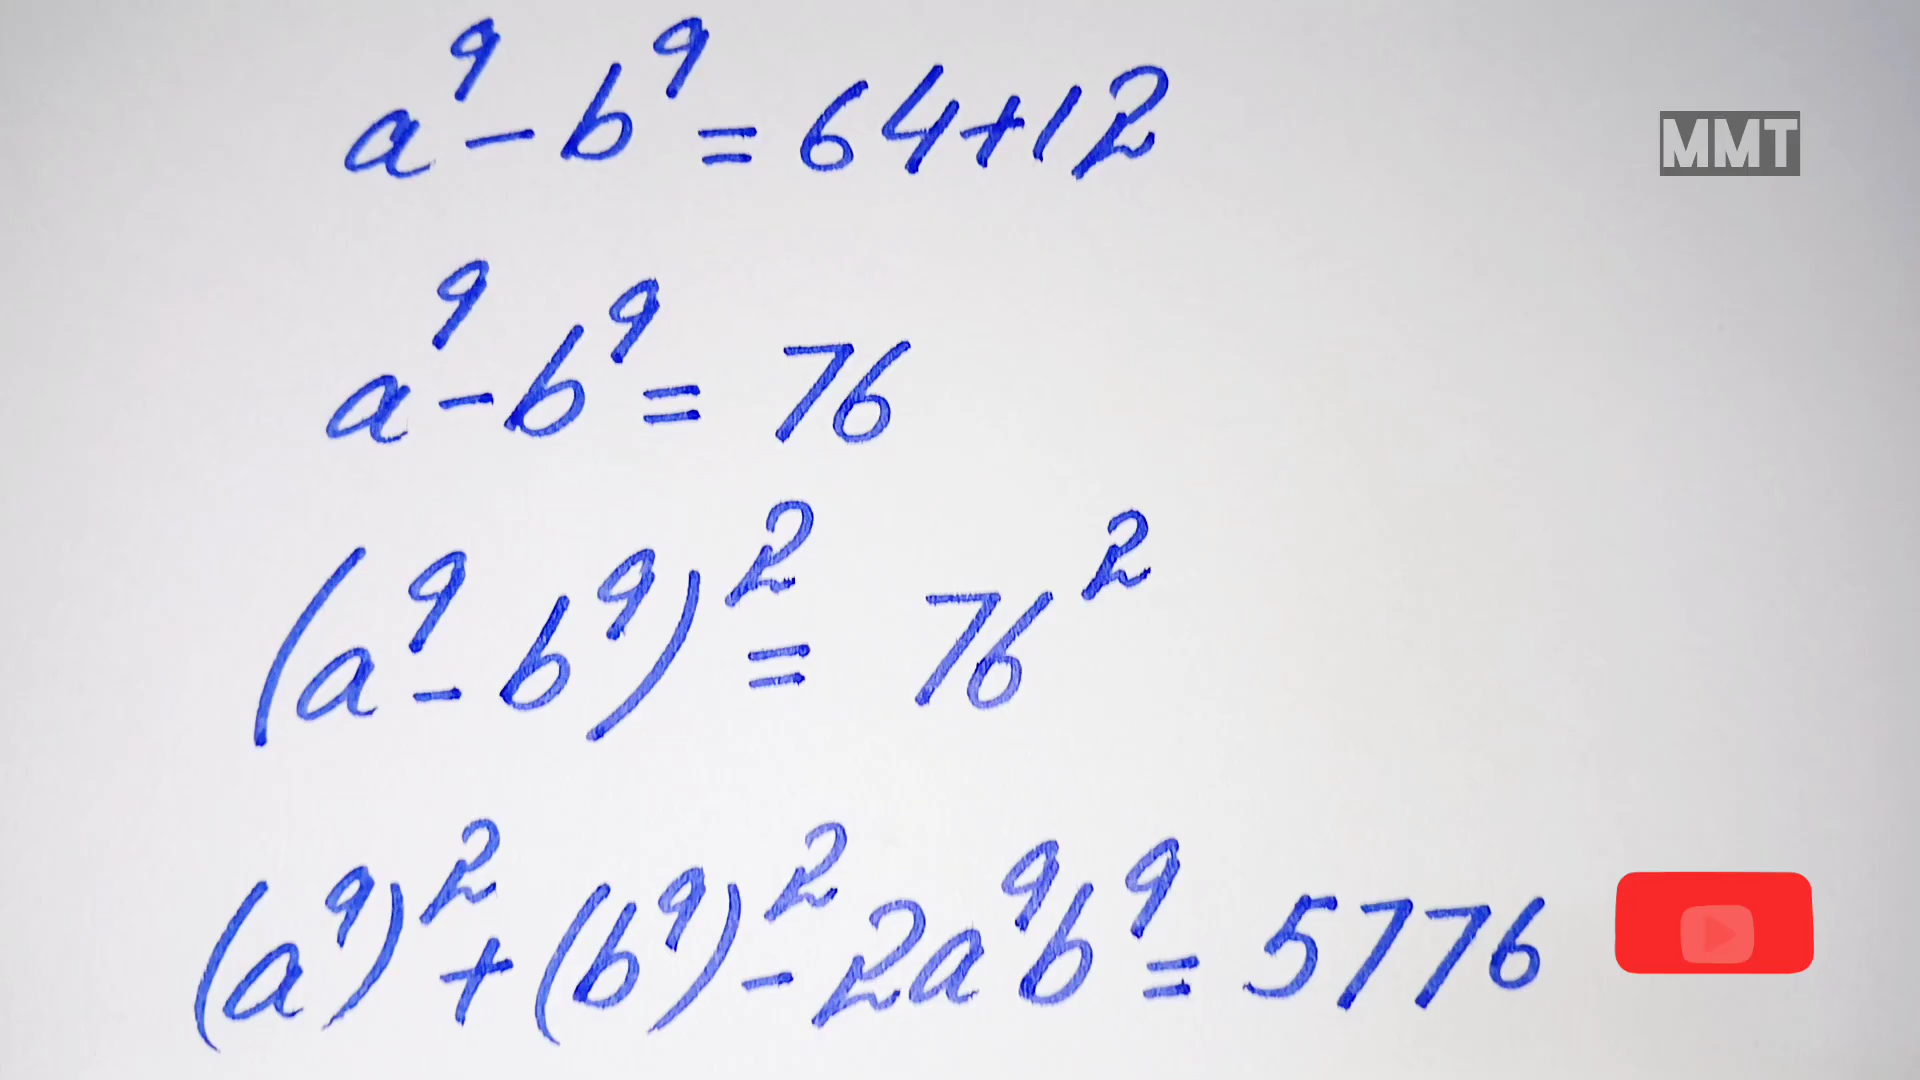 a⁹ - b⁹ = 64+12
MMT
a⁹ - b⁹ = 76
(a⁹ - b⁹)² = 76²
(a⁹)² + (b⁹)² - 2a⁹b⁹ = 5776